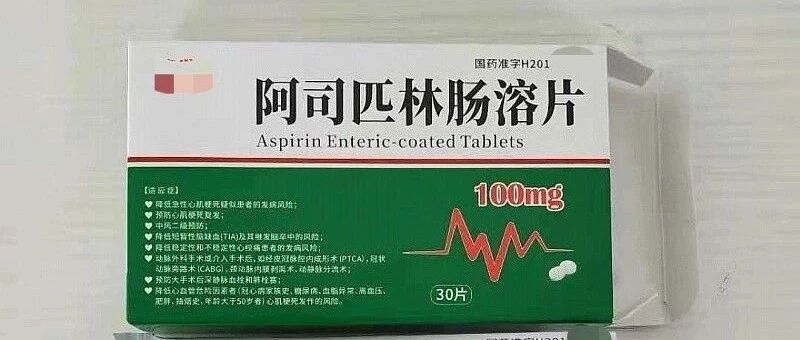 国药准字H201
阿司匹林肠溶片
Aspirin Enteric-coated Tablets
100mg
【适应症】
降低急性心肌梗死疑似患者的发病风险；
预防心肌梗死复发；
中风二级预防；
降低短暂性脑缺血(TIA)及其继发脑卒中的风险；
降低稳定性和不稳定性心绞痛患者的发病风险；
动脉外科手术或介入手术后，如经皮冠脉腔内成形术(PTCA)，冠状
动脉旁路术(CABG)，颈动脉内膜剥离术、动静脉分流术；
预防大手术后深静脉血栓和肺栓塞；
降低心血管危险因素者（冠心病家族史、糖尿病、血脂异常、高血压、
肥胖、抽烟史、年龄大于50岁者）心肌梗死发作的风险。
30片
国药准字H201